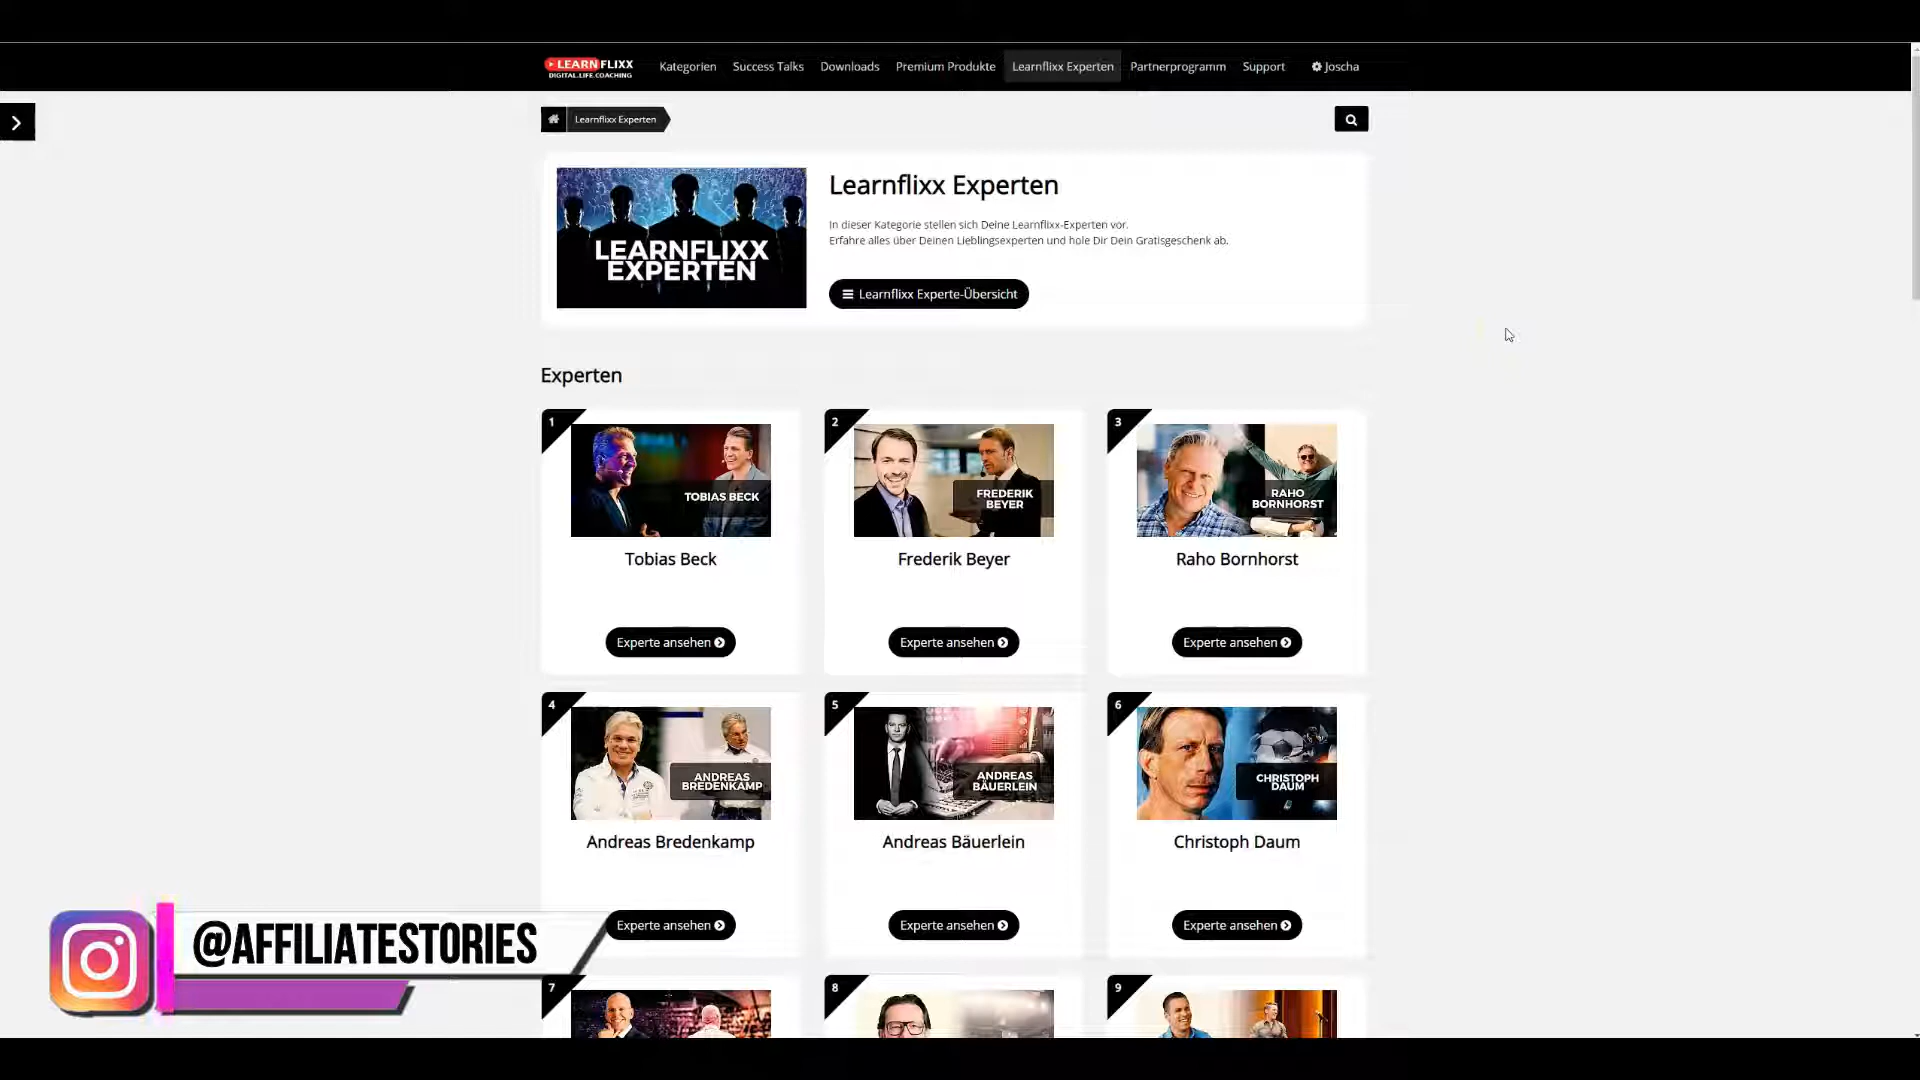 LEARNFLIXX
DIGITAL.LIFE.COACHING
Kategorien
Success Talks
Downloads
Premium Produkte
Learnflixx Experten
Partnerprogramm
Support
Joscha
Learnflixx Experten
LEARNFLIXX
EXPERTEN
Learnflixx Experten
In dieser Kategorie stellen sich Deine Learnflixx-Experten vor.
Erfahre alles über Deinen Lieblingsexperten und hole Dir Dein Gratisgeschenk ab.
Learnflixx Experte-Übersicht
Experten
1
TOBIAS BECK
Tobias Beck
Experte ansehen
2
FREDERIK
BEYER
Frederik Beyer
Experte ansehen
3
RAHO
BORNHORST
Raho Bornhorst
Experte ansehen
4
ANDREAS
BREDENKAMP
Andreas Bredenkamp
Experte ansehen
5
ANDREAS
BÄUERLEIN
Andreas Bäuerlein
Experte ansehen
6
CHRISTOPH
DAUM
Christoph Daum
Experte ansehen
7
8
9
@AFFILIATESTORIES